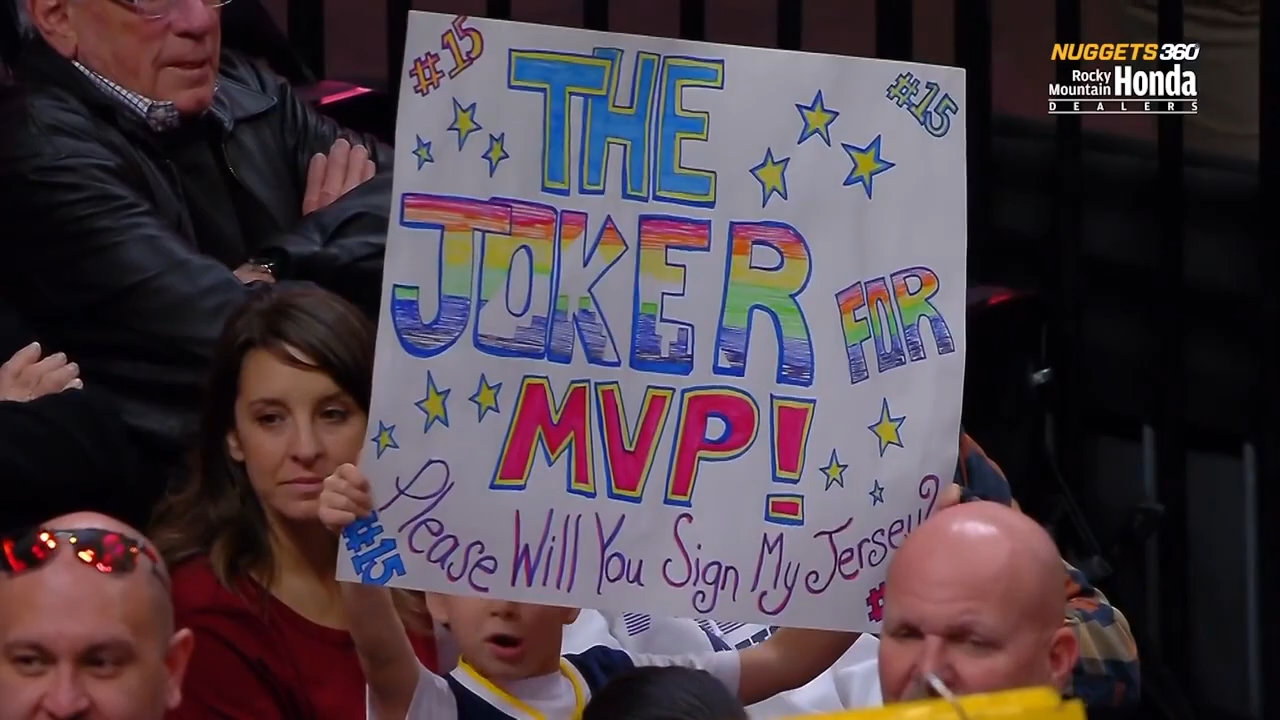 NUGGETS 360
Rocky Mountain Honda
DEALERS
#15 #15
THE
JOKER FOR
MVP!
Please Will You Sign My Jersey?
#15